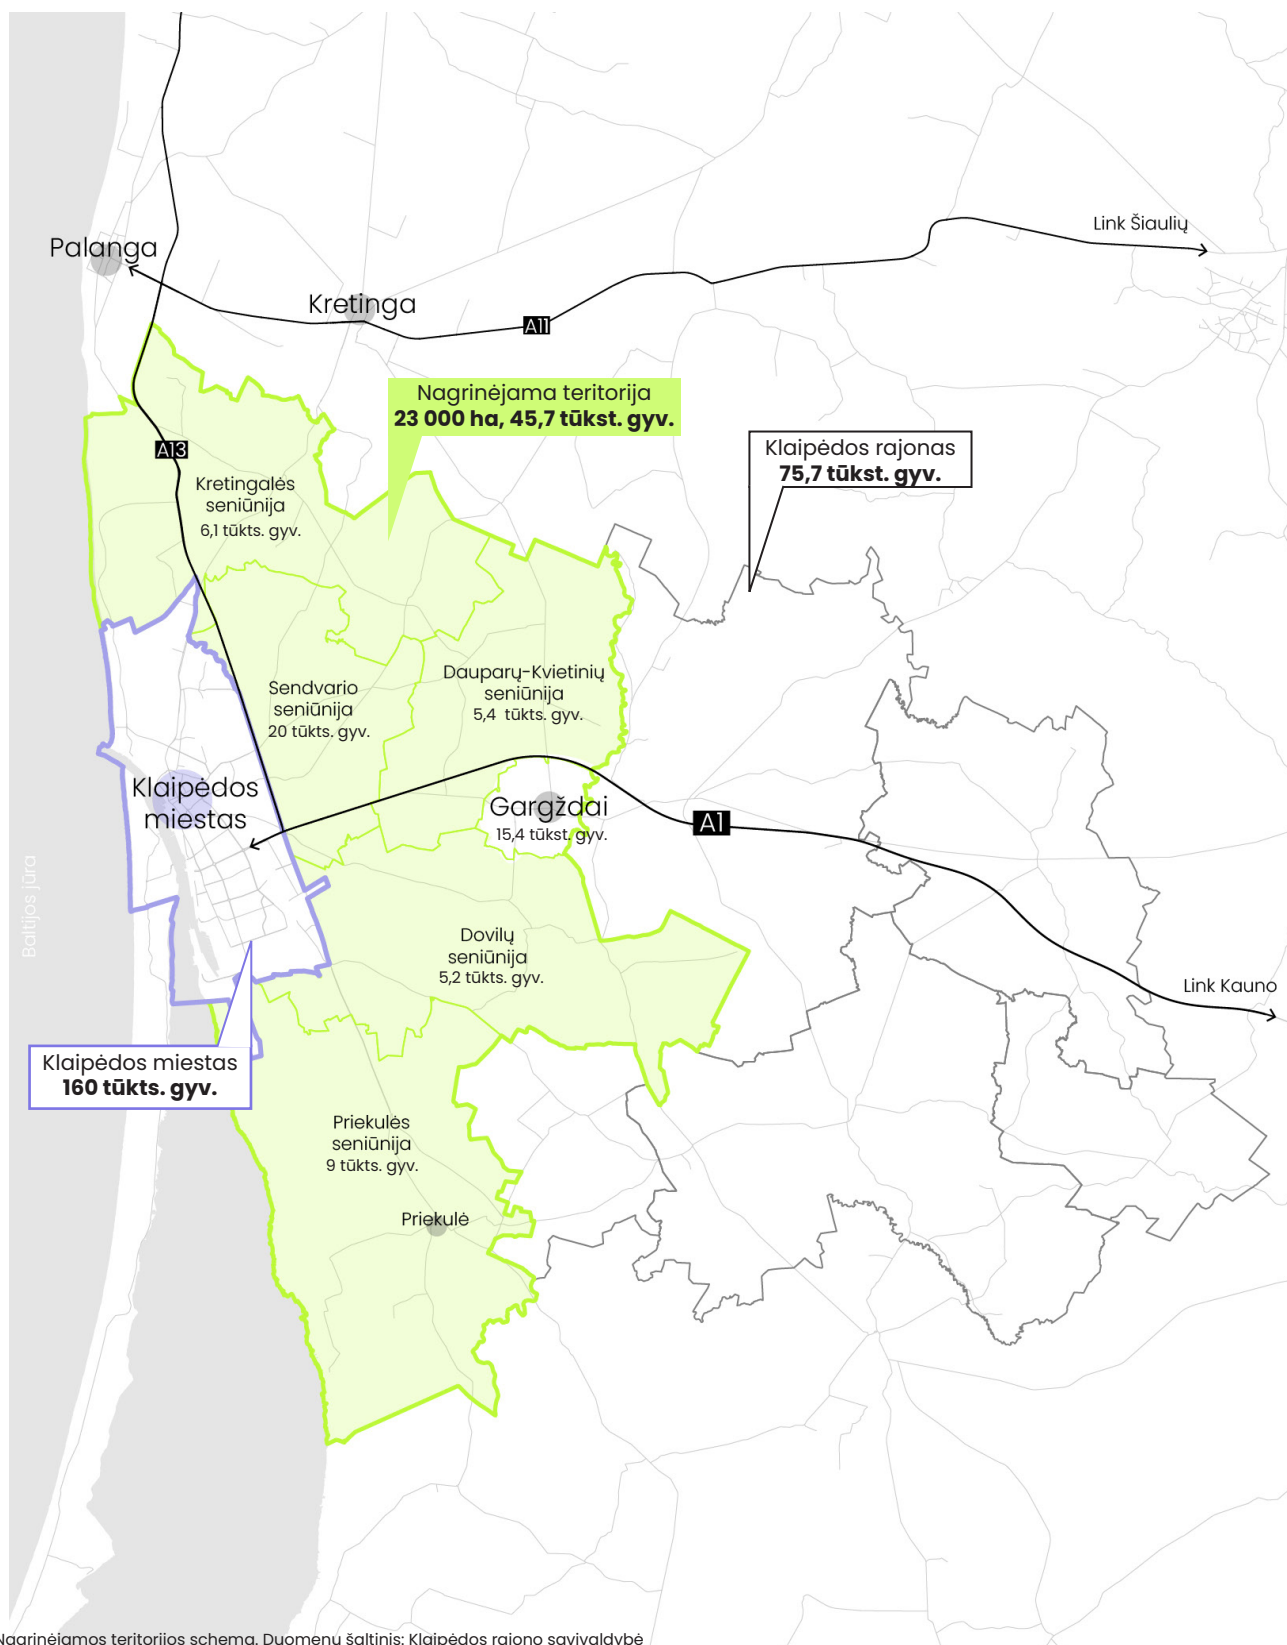 Link Šiaulių
Palanga
Kretinga
A11
Nagrinėjama teritorija
23 000 ha, 45,7 tūkst. gyv.
Klaipėdos rajonas
75,7 tūkst. gyv.
A13
Kretingalės
seniūnija
6,1 tūkts. gyv.
Dauparų-Kvietinių
seniūnija
5,4 tūkts. gyv.
Sendvario
seniūnija
20 tūkts. gyv.
Klaipėdos
miestas
Gargždai
15,4 tūkst. gyv.
A1
Baltijos jūra
Dovilų
seniūnija
5,2 tūkts. gyv.
Link Kauno
Klaipėdos miestas
160 tūkts. gyv.
Priekulės
seniūnija
9 tūkts. gyv.
Priekulė
Nagrinėjamos teritorijos schema. Duomenų šaltinis: Klaipėdos rajono savivaldybė